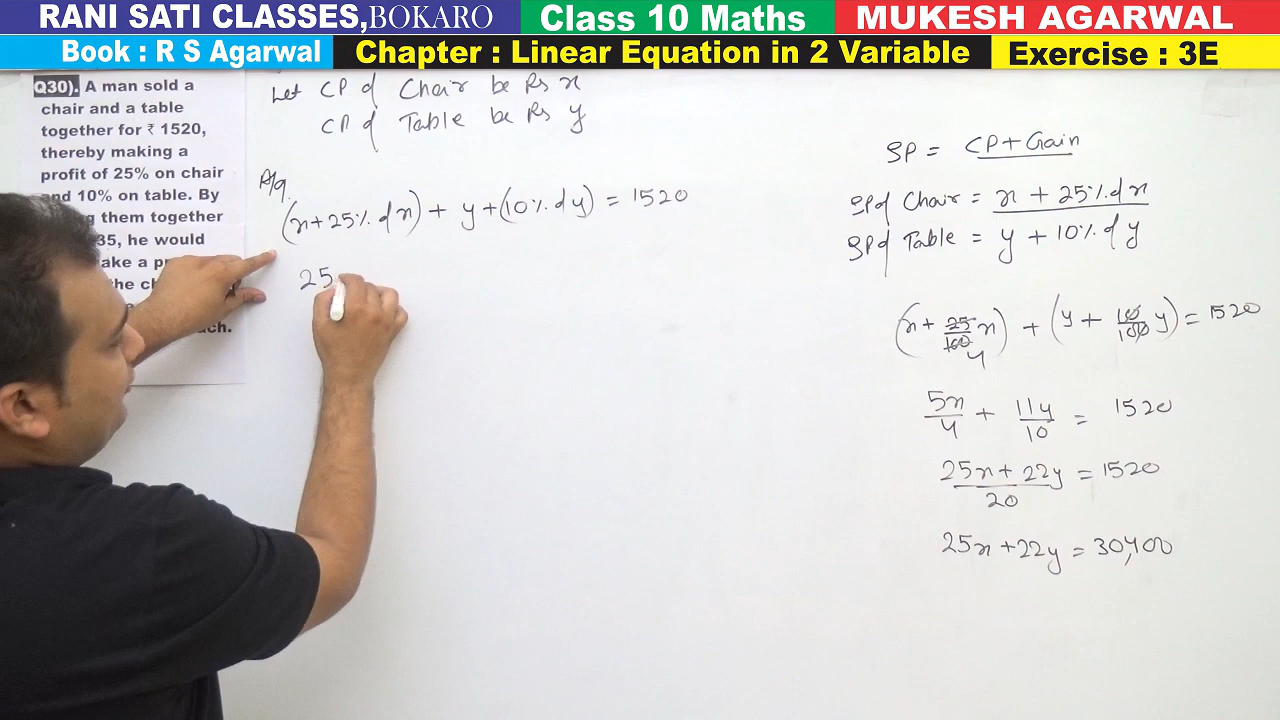 RANI SATI CLASSES,BOKARO
Class 10 Maths
MUKESH AGARWAL
Book : R S Agarwal
Chapter : Linear Equation in 2 Variable
Exercise : 3E
Q30). A man sold a
chair and a table
together for ₹ 1520,
thereby making a
profit of 25% on chair
and 10% on table. By
them together
35, he would
the
ach.
Let CP of Chair be Rs x
CP of Table be Rs y
A/q.
(x+25% of x) + y+(10% of y) = 1520
25
SP = CP+Gain
SP of Chair = x + 25% of x
SP of Table = y + 10% of y
(x + 25/100 x) + (y + 10/100 y) = 1520
4
5x/4 + 11y/10 = 1520
25x + 22y/20 = 1520
25x +22y = 30,400